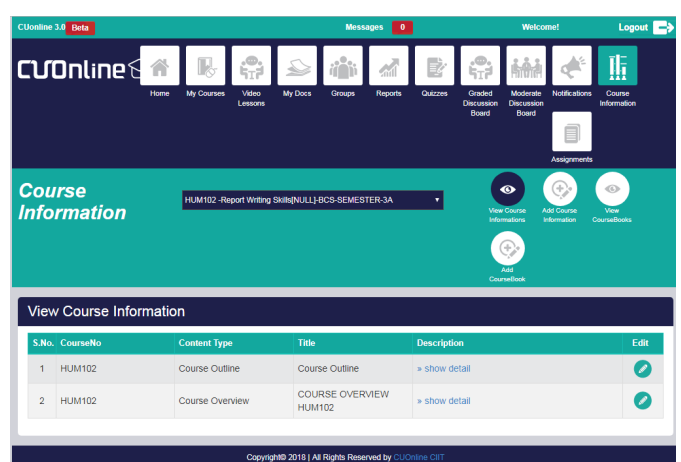 CUonline 3.0 Beta Messages 0 Welcome! Logout
CUOnline
Home My Courses Video Lessons My Docs Groups Reports Quizzes Graded Discussion Board Moderate Discussion Board Notifications Course Information
Assignments
Course Information
HUM102 -Report Writing Skills[NULL]-BCS-SEMESTER-3A
View Course Informations Add Course Information View CourseBooks
Add CourseBook
View Course Information
S.No. CourseNo Content Type Title Description Edit
1 HUM102 Course Outline Course Outline » show detail
2 HUM102 Course Overview COURSE OVERVIEW HUM102 » show detail
Copyright© 2018 | All Rights Reserved by CUOnline CIIT